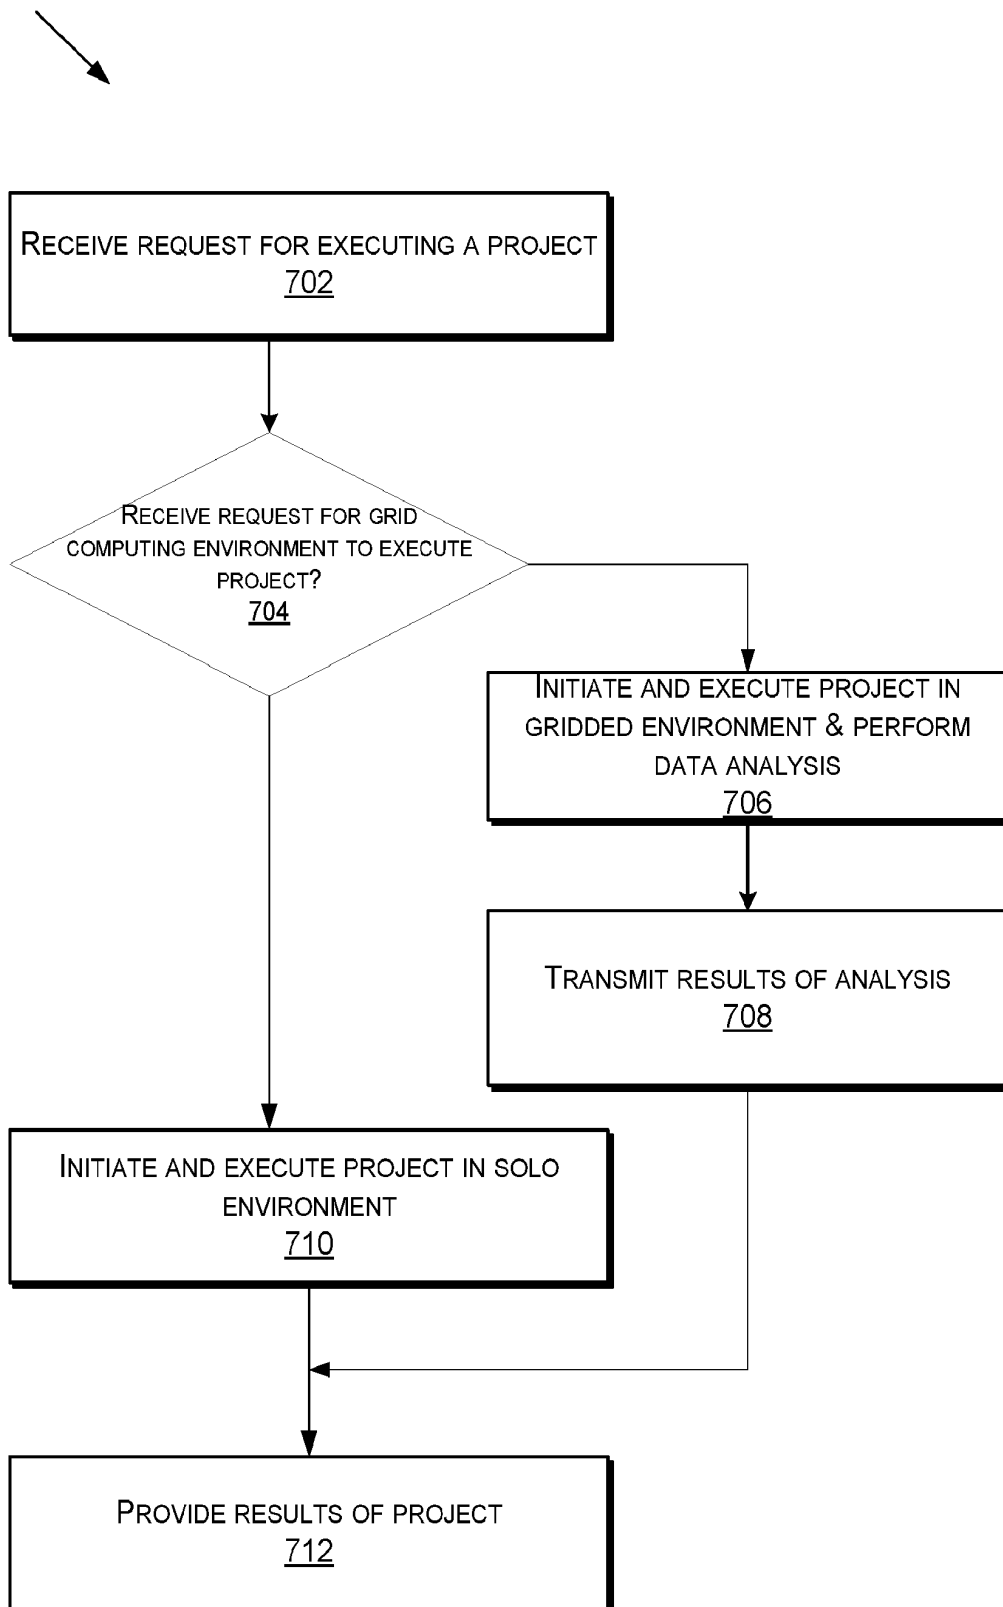 RECEIVE REQUEST FOR EXECUTING A PROJECT
702
RECEIVE REQUEST FOR GRID
COMPUTING ENVIRONMENT TO EXECUTE
PROJECT?
704
INITIATE AND EXECUTE PROJECT IN
GRIDDED ENVIRONMENT & PERFORM
DATA ANALYSIS
706
TRANSMIT RESULTS OF ANALYSIS
708
INITIATE AND EXECUTE PROJECT IN SOLO
ENVIRONMENT
710
PROVIDE RESULTS OF PROJECT
712